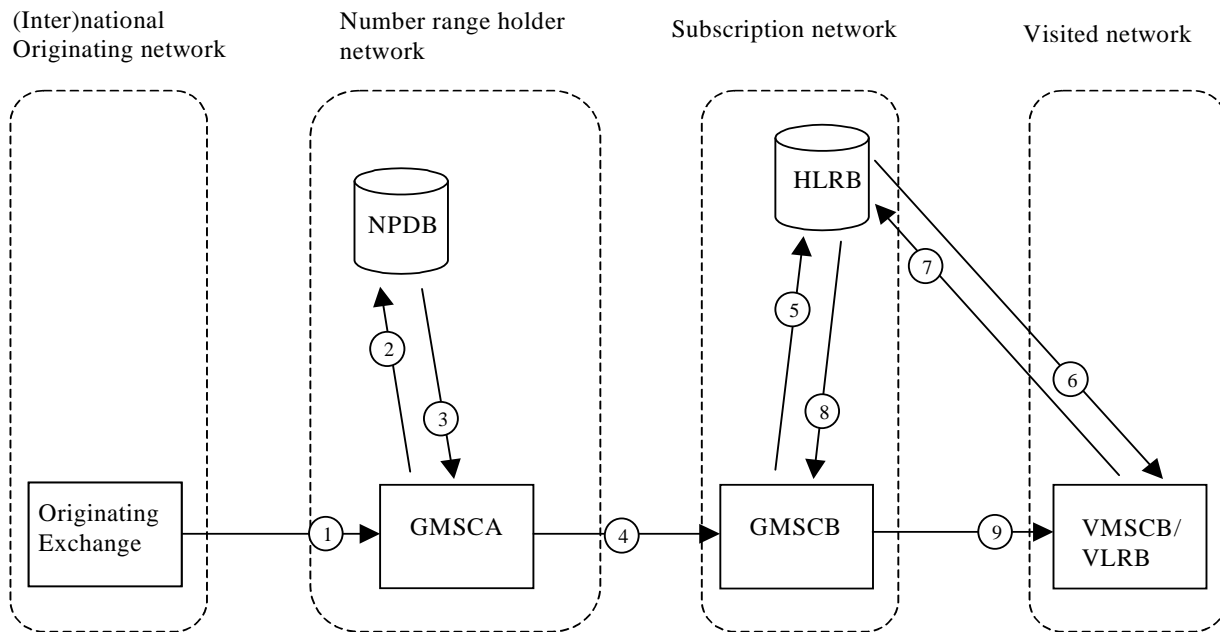 (Inter)national
Originating network
Number range holder
network
Subscription network
Visited network
NPDB
HLRB
7
5
2
6
3
8
Originating
Exchange
1
GMSCA
4
GMSCB
9
VMSCB/
VLRB